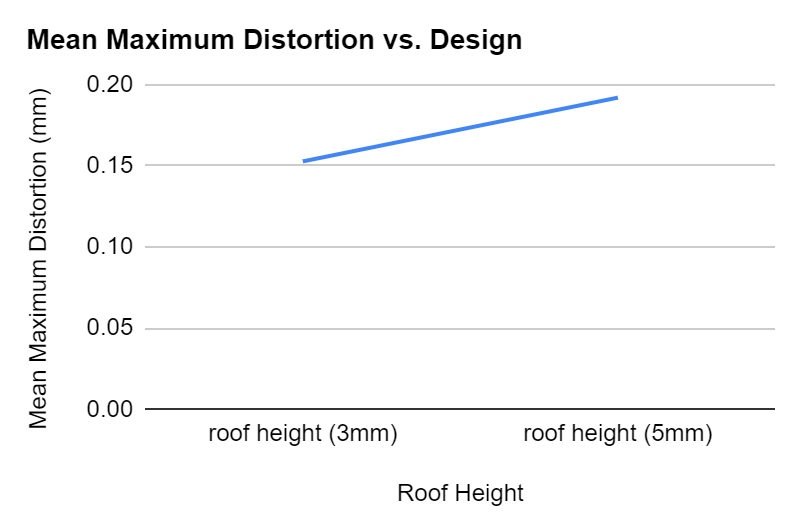 Mean Maximum Distortion vs. Design
Mean Maximum Distortion (mm)
0.20
0.15
0.10
0.05
0.00
roof height (3mm)
roof height (5mm)
Roof Height